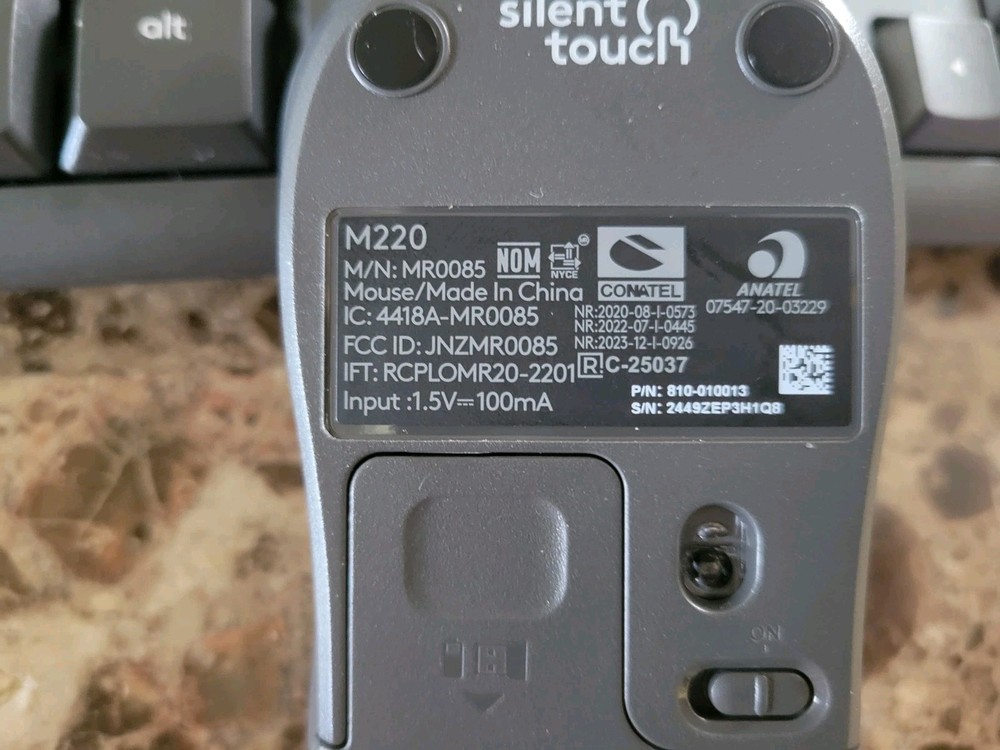 alt
silent
touch
M220
M/N: MR0085
NOM
NYCE
Mouse/Made In China
IC: 4418A-MR0085
FCC ID: JNZMR0085
IFT: RCPLOMR20-2201
Input :1.5V⎓100mA
CONATEL
NR:2020-08-I-0573
NR:2022-07-I-0445
NR:2023-12-I-0926
R!C-25037
ANATEL
07547-20-03229
P/N: 810-010013
S/N: 2449ZEP3H1Q8
ON